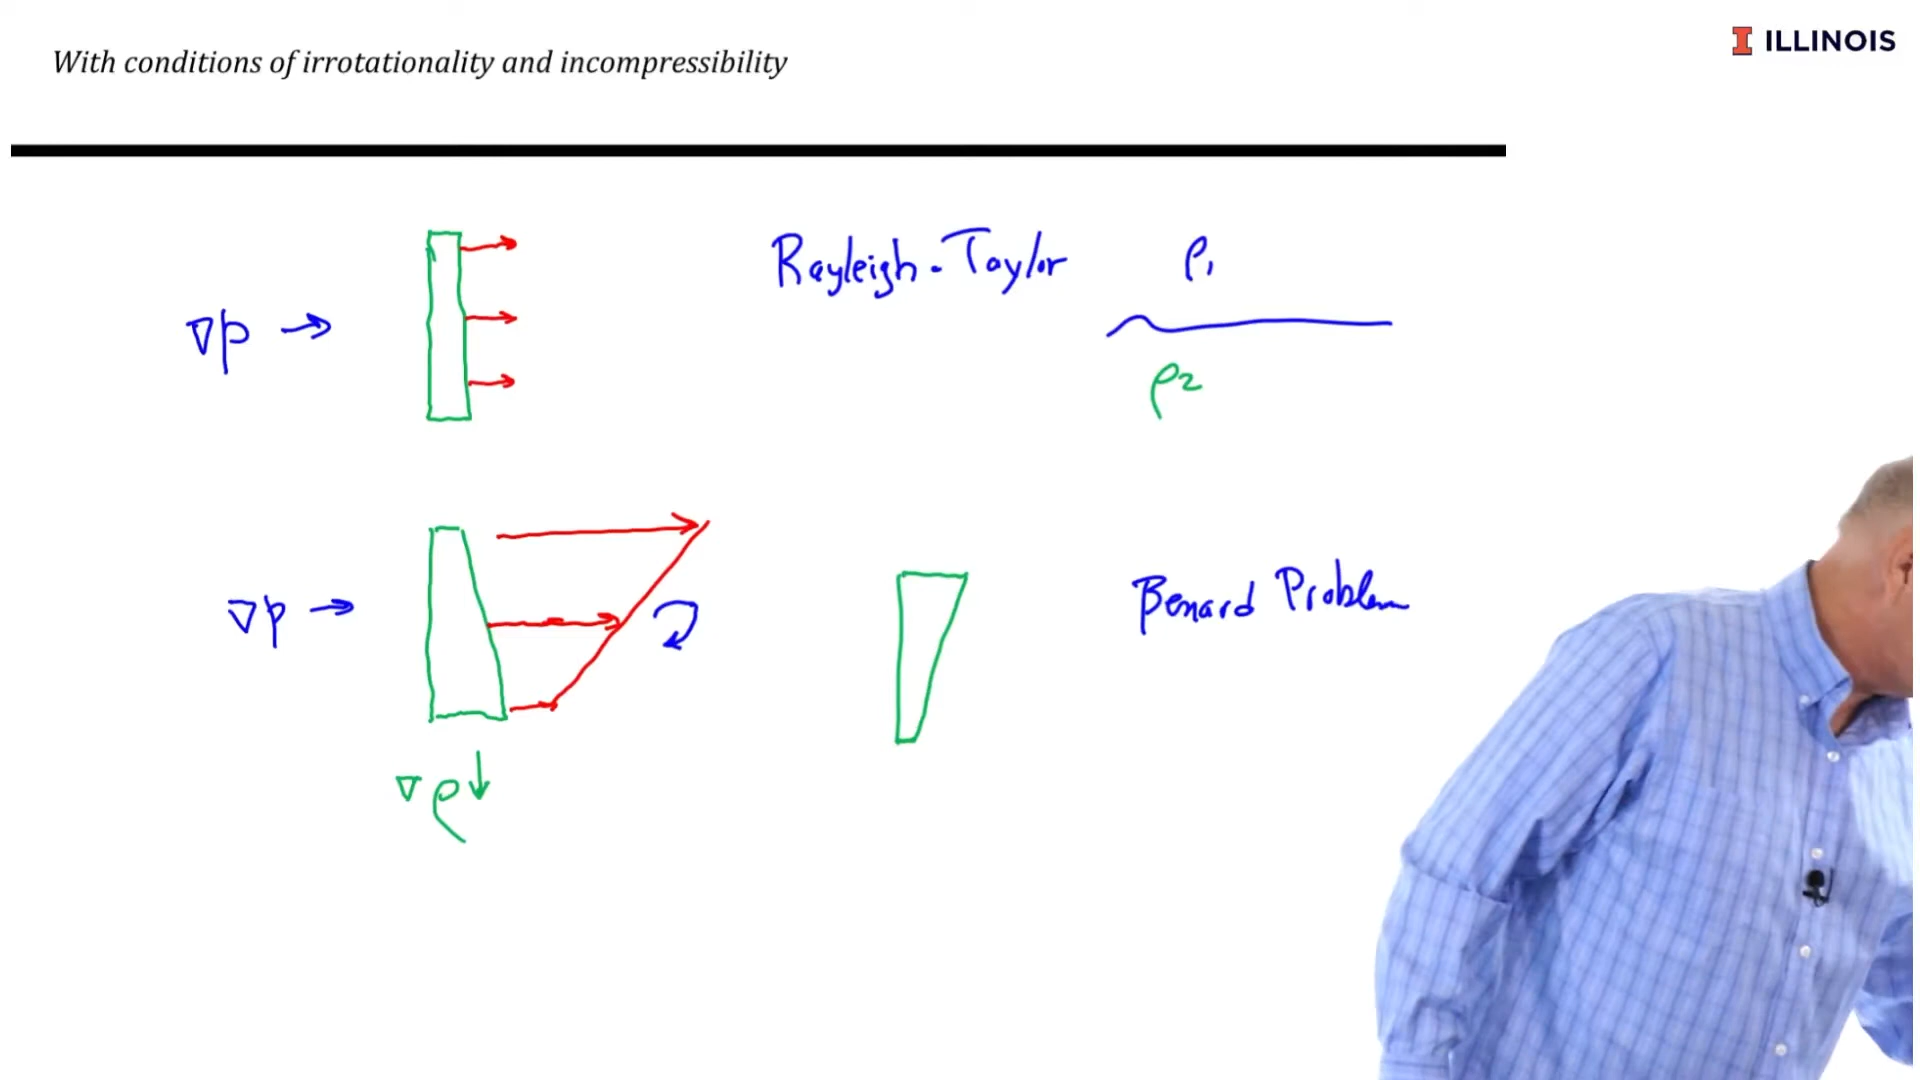 With conditions of irrotationality and incompressibility
ILLINOIS
∇p →
Rayleigh-Taylor
ρ1
ρ2
∇p →
Benard Problem
∇ρ↓